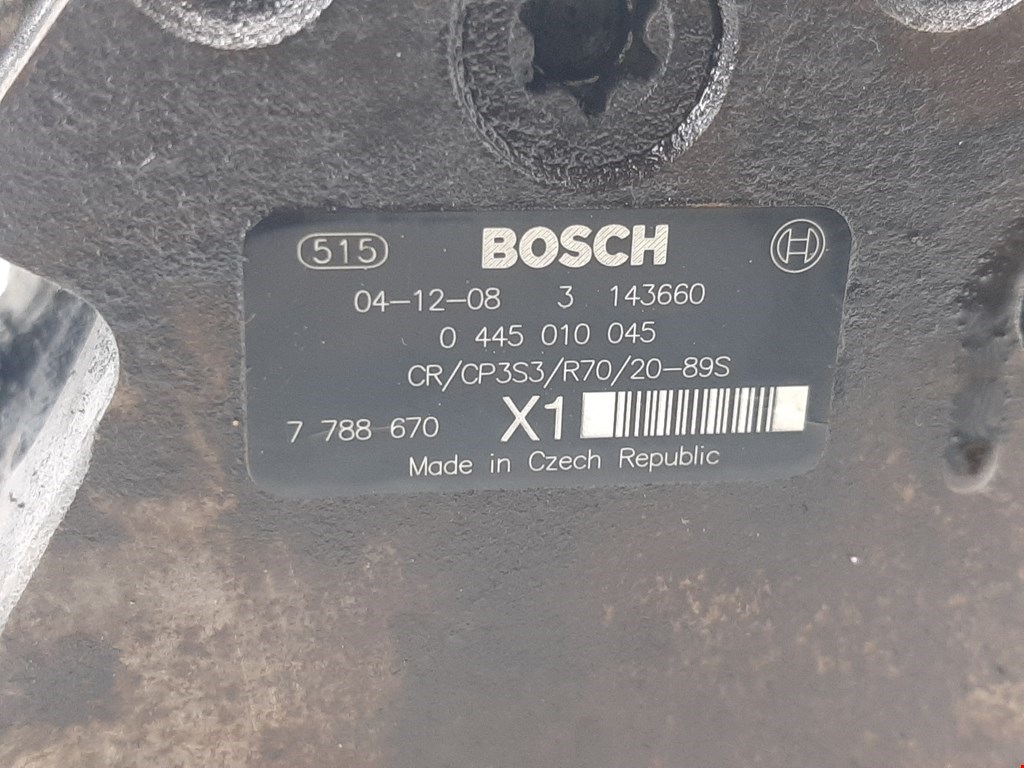 515 BOSCH
04-12-08 3 143660
0 445 010 045
CR/CP3S3/R70/20-89S
7 788 670 X1
Made in Czech Republic